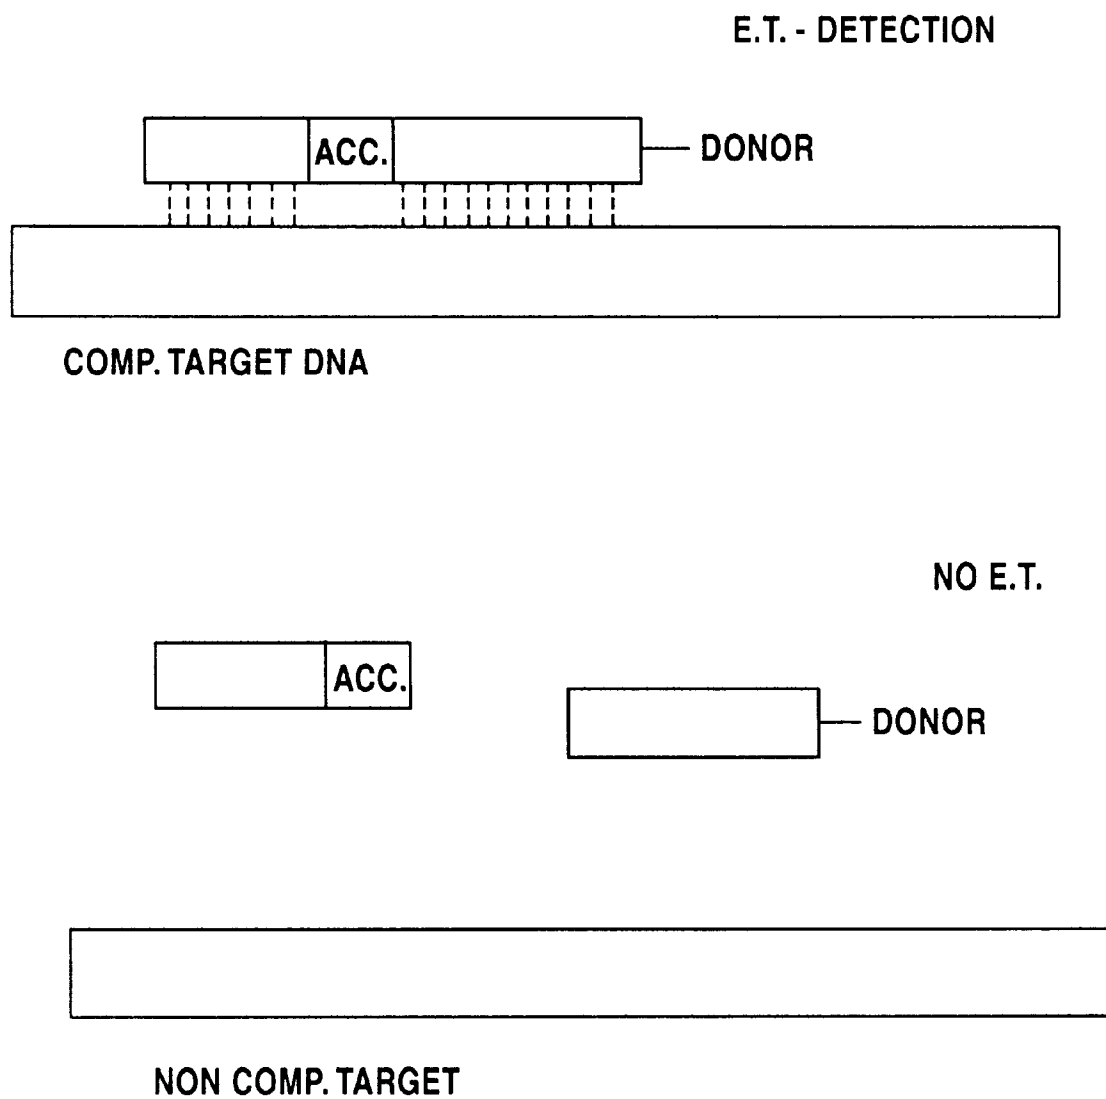 E.T. - DETECTION
ACC.
DONOR
COMP. TARGET DNA
NO E.T.
ACC.
DONOR
NON COMP. TARGET